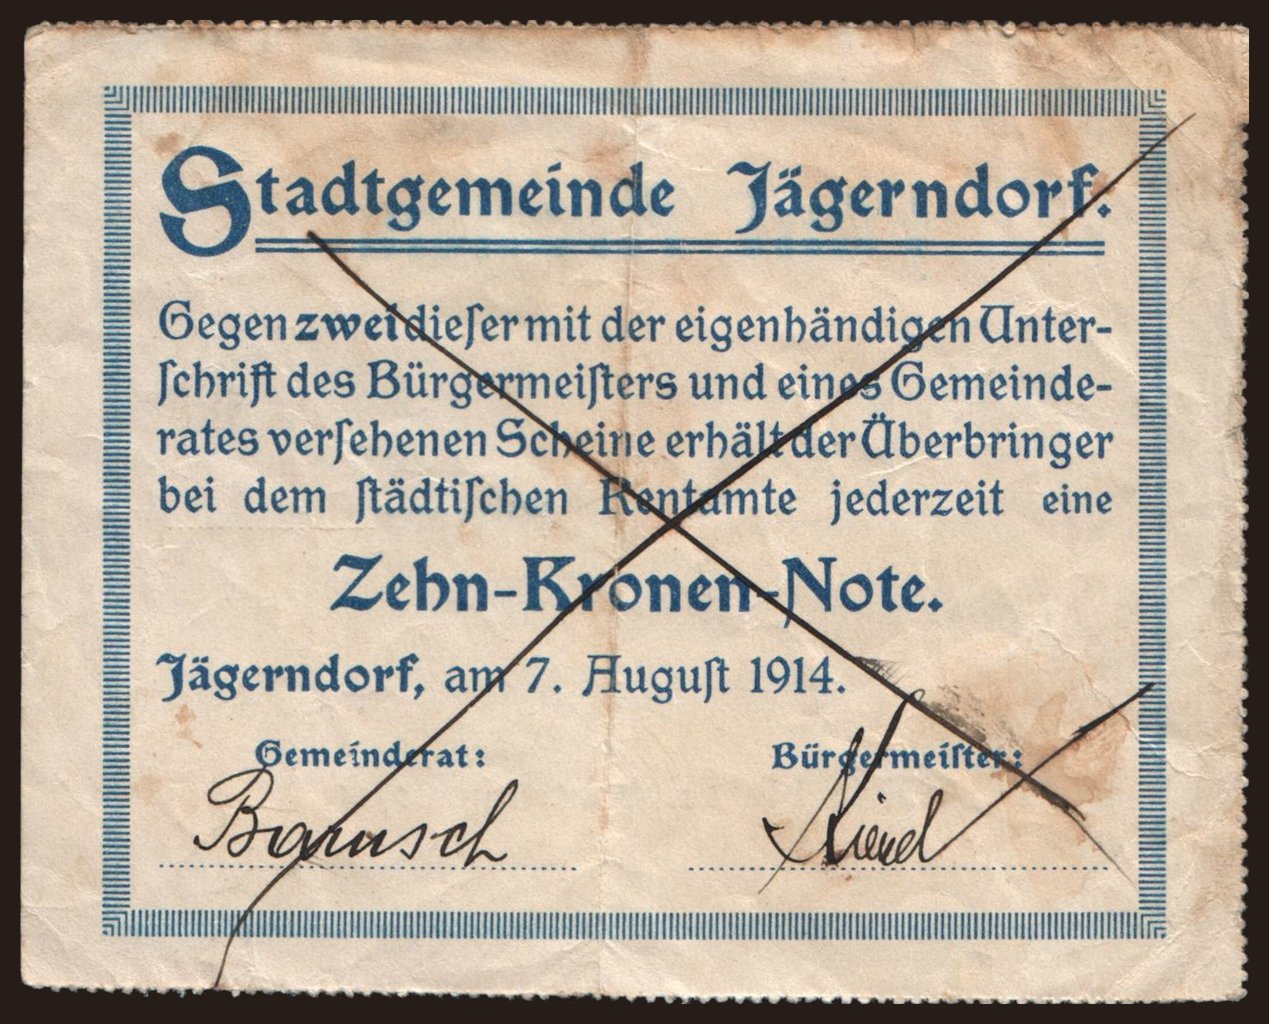 Stadtgemeinde Jägerndorf.
Gegen zwei dieſer mit der eigenhändigen Unter-
ſchrift des Bürgermeiſters und eines Gemeinde-
rates verſehenen Scheine erhält der Überbringer
bei dem ſtädtiſchen Rentamte jederzeit eine
Zehn-Kronen-Note.
Jägerndorf, am 7. Auguſt 1914.
Gemeinderat: Bürgermeiſter: